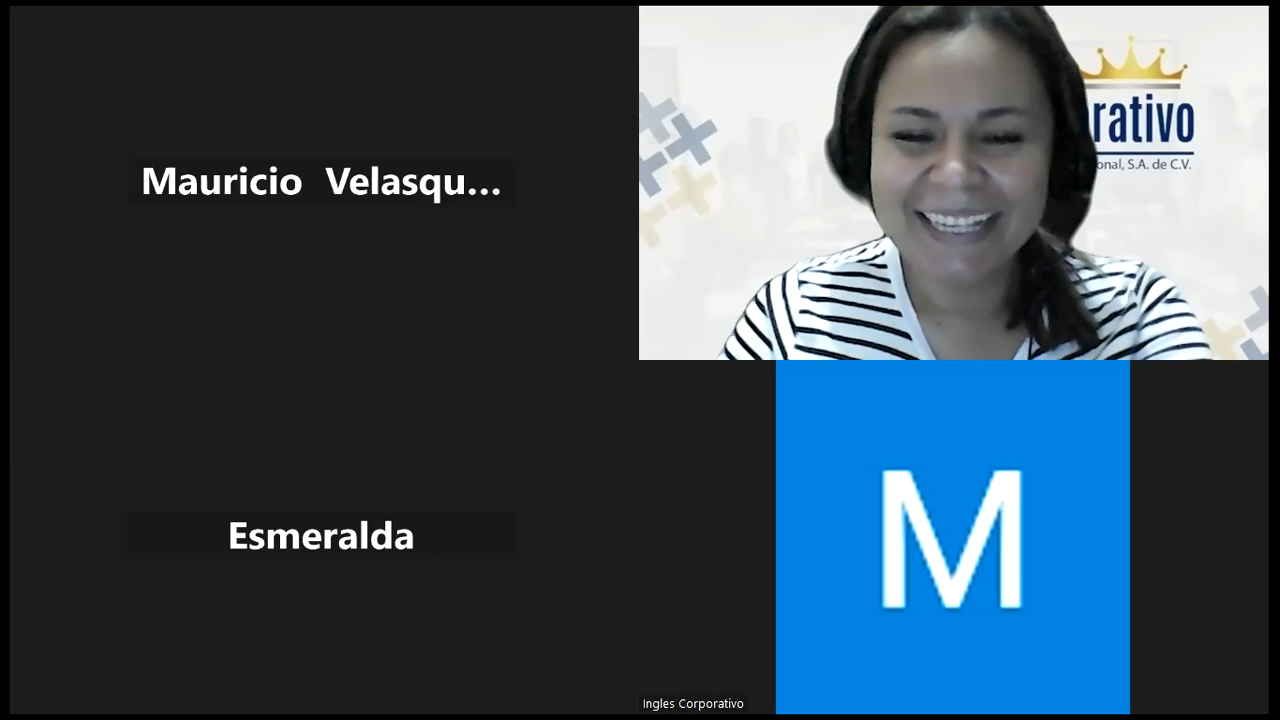 Mauricio Velasqu...
rativo
onal, S.A. de C.V.
Esmeralda
M
Ingles Corporativo